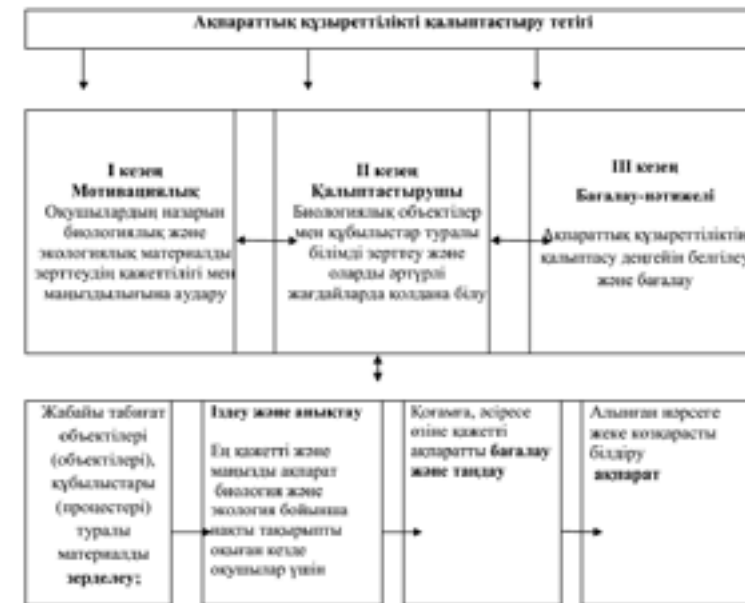 Ақпараттық құзыреттілікті қалыптастыру тетігі
I кезең
Мотивациялық
Оқушылардың назарын
биологиялық және
экологиялық материалды
зерттеудің қажеттілігі мен
маңыздылығына аудару
II кезең
Қалыптастырушы
Биологиялық объектілер
мен құбылыстар туралы
білімді зерттеу және
оларды әртүрлі
жағдайларда қолдана білу
III кезең
Бағалау-нәтижелі
Ақпараттық құзыреттіліктің
қалыптасу деңгейін белгілеу
және бағалау
Жабайы табиғат
объектілері
(объектілері),
құбылыстары
(процестері)
туралы
материалды
зерделеу;
Іздеу және анықтау
Ең қажетті және
маңызды ақпарат
биология және
экология бойынша
нақты тақырыпты
оқыған кезде
оқушылар үшін
Қоғамға, әсіресе
өзіне қажетті
ақпаратты бағалау
және таңдау
Алынған нәрсеге
жеке көзқарасты
білдіру
ақпарат